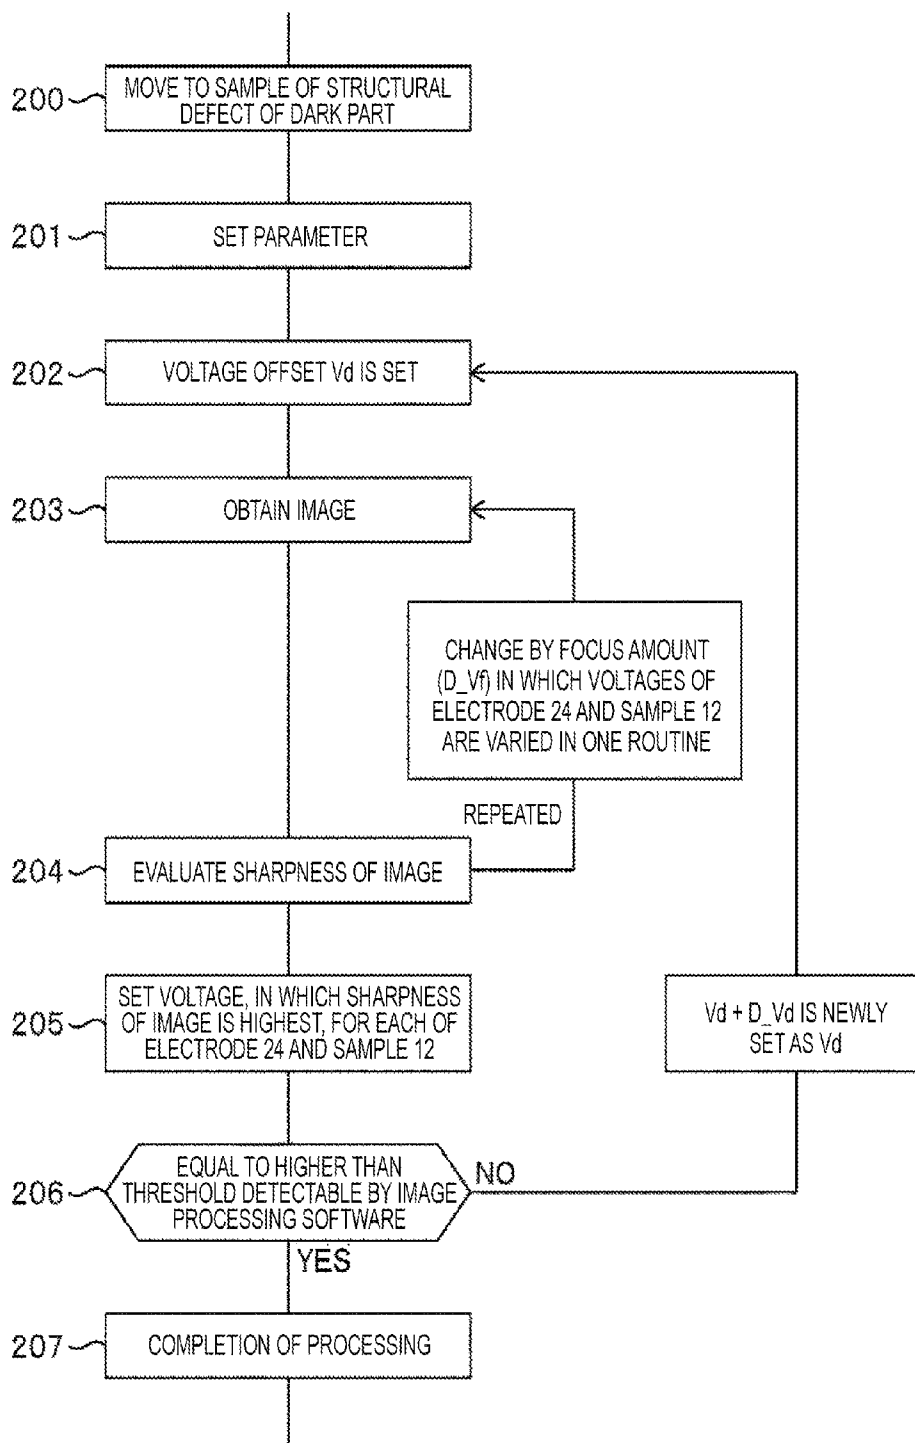 200
MOVE TO SAMPLE OF STRUCTURAL
DEFECT OF DARK PART
201
SET PARAMETER
202
VOLTAGE OFFSET Vd IS SET
203
OBTAIN IMAGE
CHANGE BY FOCUS AMOUNT
(D_Vf) IN WHICH VOLTAGES OF
ELECTRODE 24 AND SAMPLE 12
ARE VARIED IN ONE ROUTINE
REPEATED
204
EVALUATE SHARPNESS OF IMAGE
205
SET VOLTAGE, IN WHICH SHARPNESS
OF IMAGE IS HIGHEST, FOR EACH OF
ELECTRODE 24 AND SAMPLE 12
Vd + D_Vd IS NEWLY
SET AS Vd
206
EQUAL TO HIGHER THAN
THRESHOLD DETECTABLE BY IMAGE
PROCESSING SOFTWARE
NO
YES
207
COMPLETION OF PROCESSING